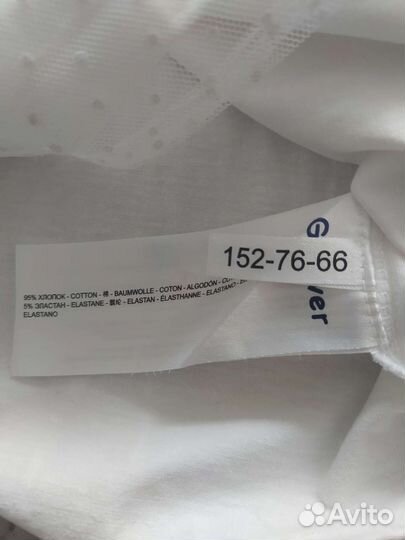 G
ver
152-76-66
95% ХЛОПОК - COTTON - 棉 - BAUMWOLLE - COTON - ALGODÓN -
5% ЭЛАСТАН - ELASTANE - 氨纶 - ELASTAN - ÉLASTHANNE - ELASTANO -
ELASTANO
Avito